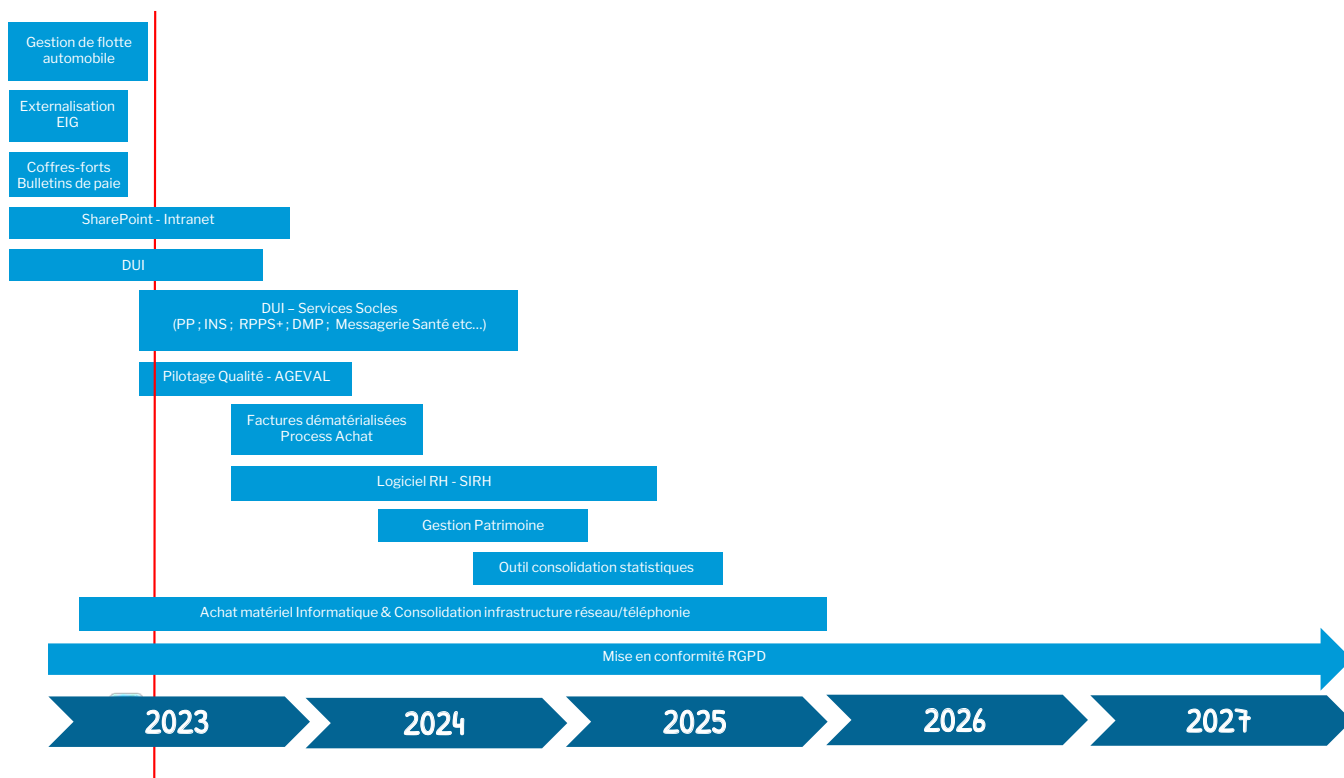 Gestion de flotte
automobile
Externalisation
EIG
Coffres-forts
Bulletins de paie
SharePoint - Intranet
DUI
DUI – Services Socles
(PP ; INS ; RPPS+ ; DMP ; Messagerie Santé etc...)
Pilotage Qualité - AGEVAL
Factures dématérialisées
Process Achat
Logiciel RH - SIRH
Gestion Patrimoine
Outil consolidation statistiques
Achat matériel Informatique & Consolidation infrastructure réseau/téléphonie
Mise en conformité RGPD
2023
2024
2025
2026
2027